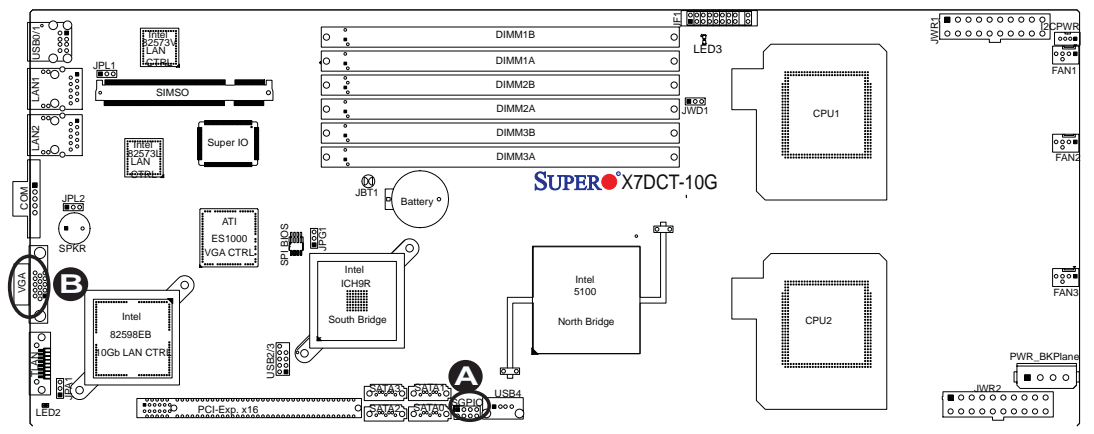 USB0/1
Intel
82573V
LAN
CTRL
JPL1
LAN1
SIMSO
LAN2
Intel
82573L
LAN
CTRL
Super IO
COM
JPL2
SPKR
ATI
ES1000
VGA CTRL
VGA
B
Intel
82598EB
10Gb LAN CTRL
JPA1
LED2
DIMM1B
DIMM1A
DIMM2B
DIMM2A
DIMM3B
DIMM3A
JF1
LED3
JWD1
JWR1
I2CPWR
FAN1
CPU1
FAN2
SUPER X7DCT-10G
JBT1
Battery
SPI_BIOS
JPG1
Intel
ICH9R
South Bridge
USB2/3
Intel
5100
North Bridge
CPU2
FAN3
PWR_BKPlane
JWR2
A
SATA3
SATA1
SGPIO
USB4
SATA2
SATA0
PCI-Exp. x16